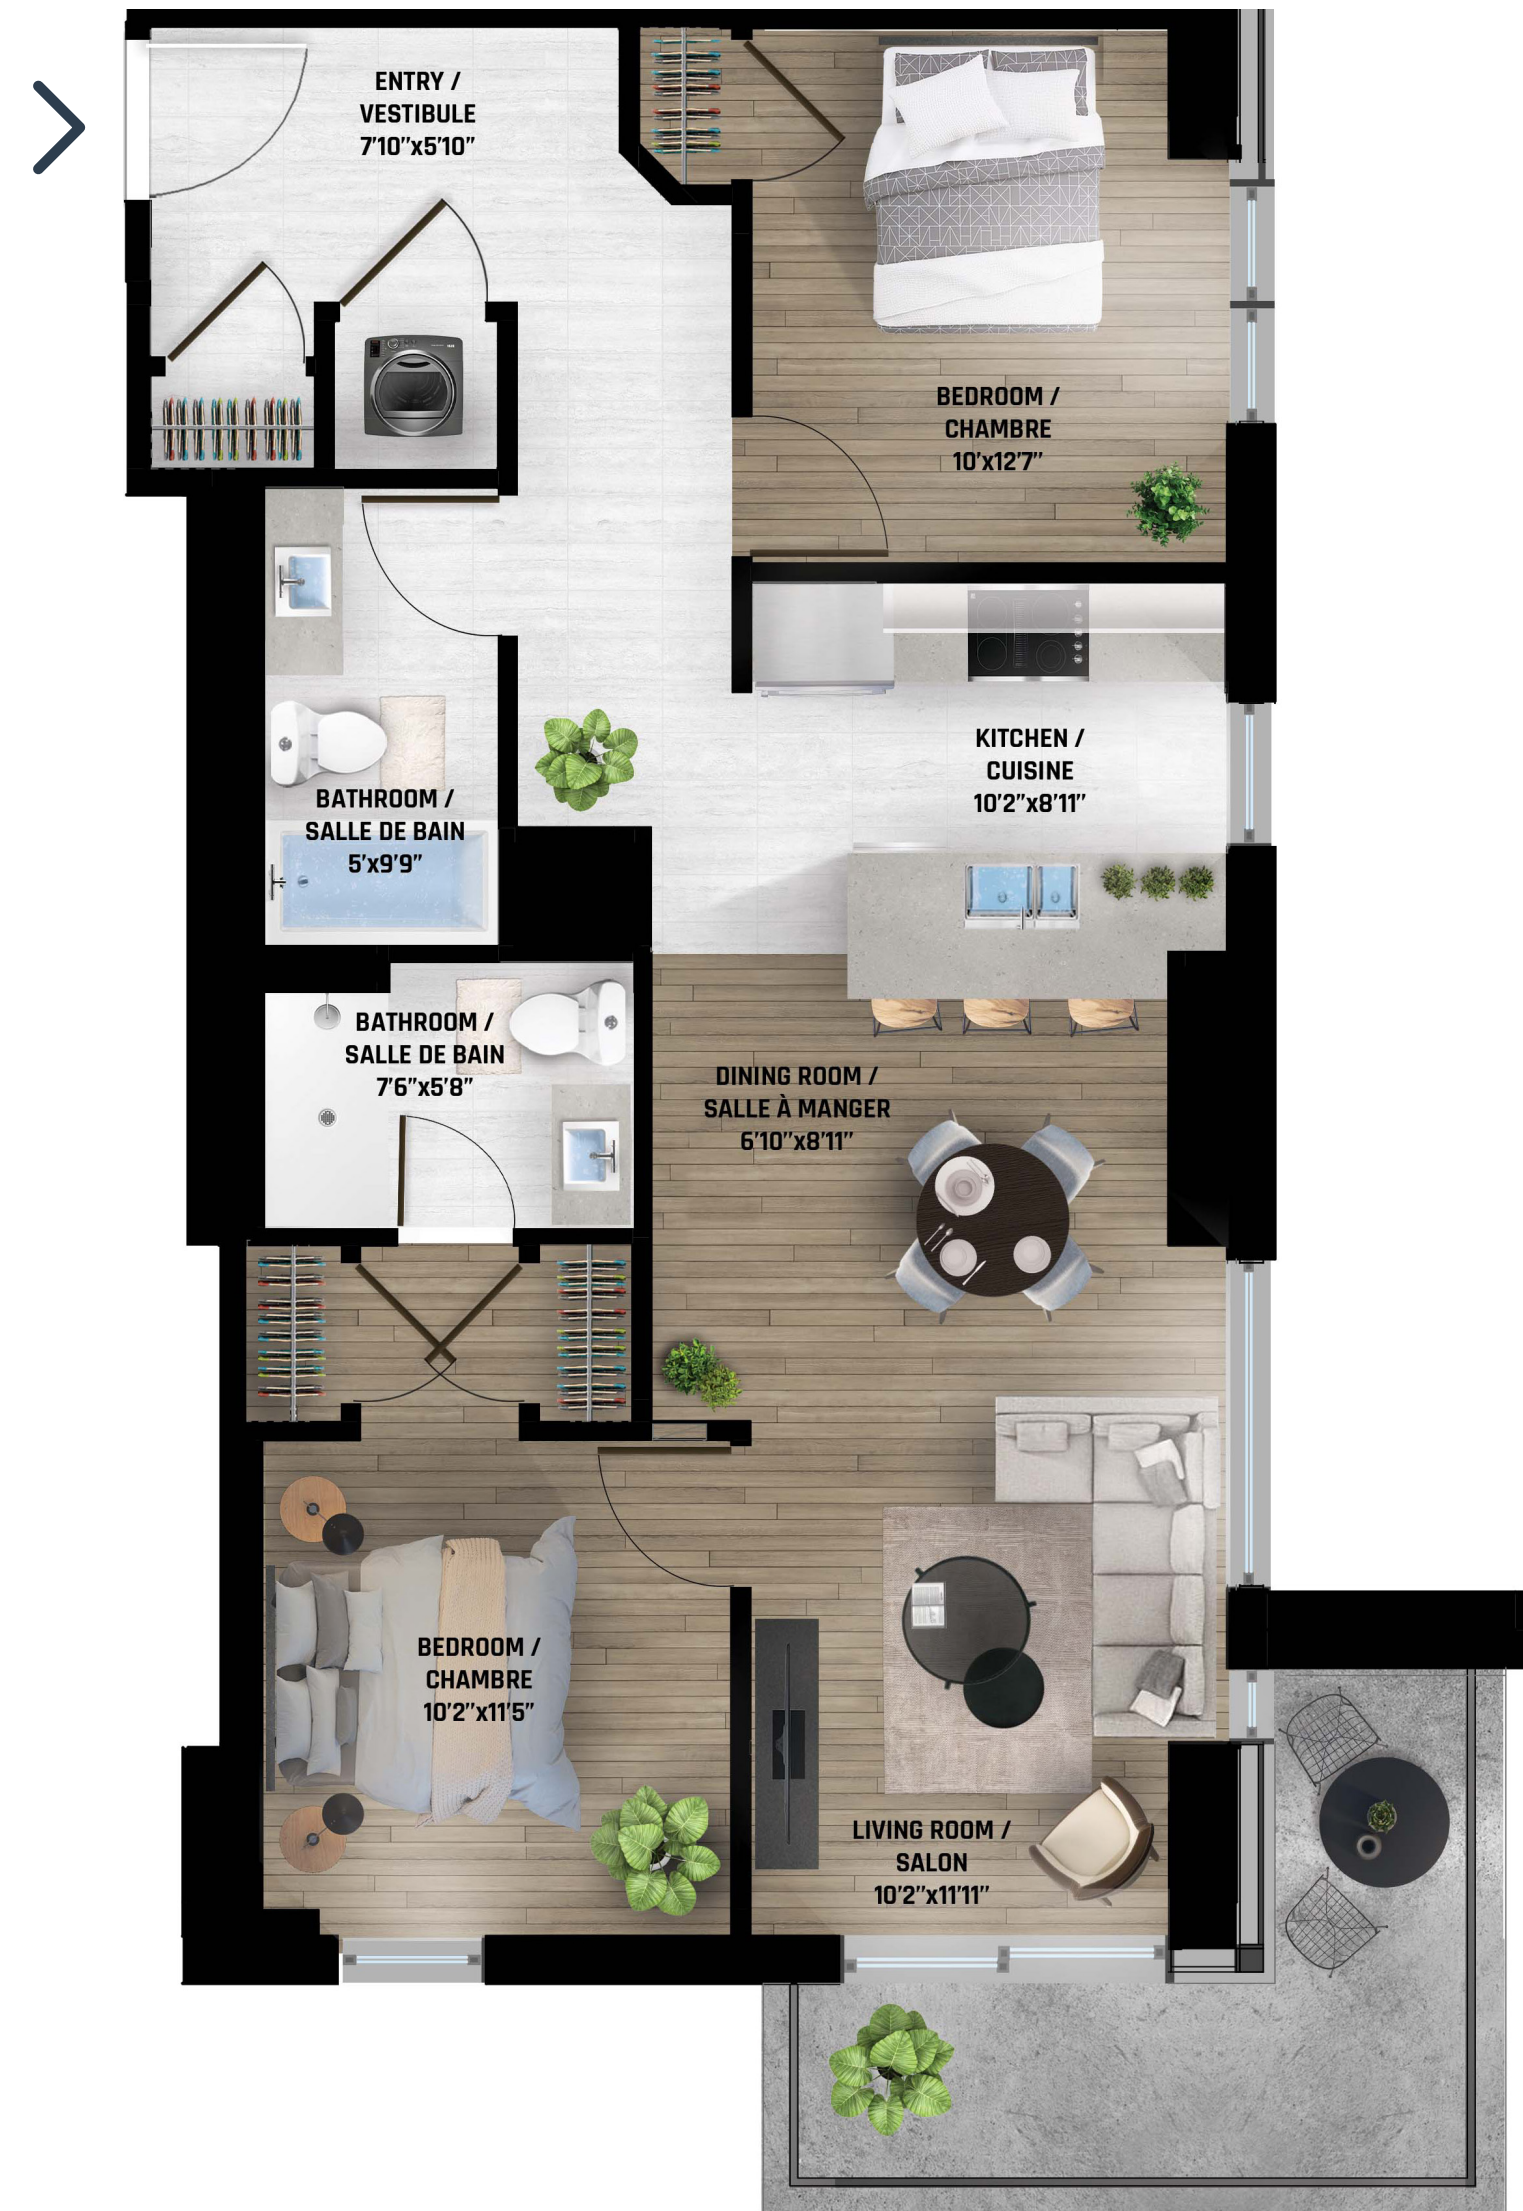 ENTRY /
VESTIBULE
7'10"x5'10"
BEDROOM /
CHAMBRE
10'x12'7"
KITCHEN /
CUISINE
10'2"x8'11"
BATHROOM /
SALLE DE BAIN
5'x9'9"
BATHROOM /
SALLE DE BAIN
7'6"x5'8"
DINING ROOM /
SALLE À MANGER
6'10"x8'11"
BEDROOM /
CHAMBRE
10'2"x11'5"
LIVING ROOM /
SALON
10'2"x11'11"